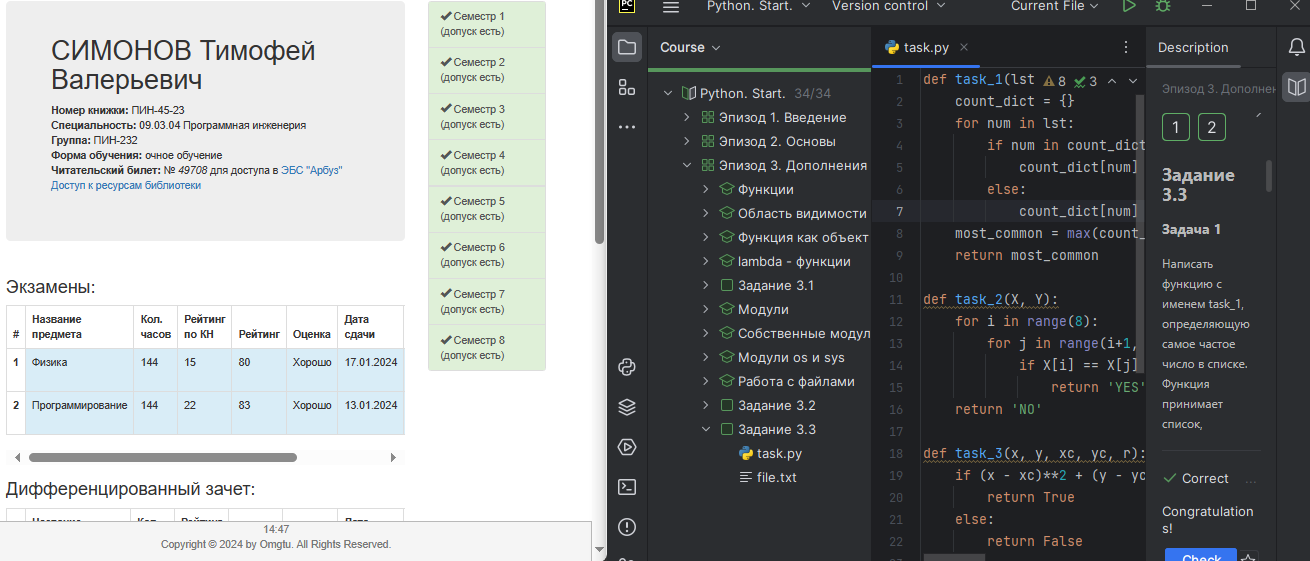 СИМОНОВ Тимофей
Валерьевич
Номер книжки: ПИН-45-23
Специальность: 09.03.04 Программная инженерия
Группа: ПИН-232
Форма обучения: очное обучение
Читательский билет: № 49708 для доступа в ЭБС "Арбуз"
Доступ к ресурсам библиотеки
Семестр 1
(допуск есть)
Семестр 2
(допуск есть)
Семестр 3
(допуск есть)
Семестр 4
(допуск есть)
Семестр 5
(допуск есть)
Семестр 6
(допуск есть)
Семестр 7
(допуск есть)
Семестр 8
(допуск есть)
Экзамены:
# Название предмета Кол. часов Рейтинг по КН Рейтинг Оценка Дата сдачи
1 Физика 144 15 80 Хорошо 17.01.2024
2 Программирование 144 22 83 Хорошо 13.01.2024
Дифференцированный зачет:
14:47
Copyright © 2024 by Omgtu. All Rights Reserved.
PC Python. Start. Version control Current File
Course
Python. Start. 34/34
Эпизод 1. Введение
Эпизод 2. Основы
Эпизод 3. Дополнения
Функции
Область видимости
Функция как объект
lambda - функции
Задание 3.1
Модули
Собственные модул
Модули os и sys
Работа с файлами
Задание 3.2
Задание 3.3
task.py
file.txt
task.py
8 3
1 def task_1(lst
2 count_dict = {}
3 for num in lst:
4 if num in count_dict
5 count_dict[num]
6 else:
7 count_dict[num]
8 most_common = max(count_
9 return most_common
10
11 def task_2(X, Y):
12 for i in range(8):
13 for j in range(i+1,
14 if X[i] == X[j]
15 return 'YES'
16 return 'NO'
17
18 def task_3(x, y, xc, yc, r):
19 if (x - xc)**2 + (y - yc
20 return True
21 else:
22 return False
Description
Эпизод 3. Дополнен
1 2
Задание
3.3
Задача 1
Написать
функцию с
именем task_1,
определяющую
самое частое
число в списке.
Функция
принимает
список,
Correct ...
Congratulation
s!
Check